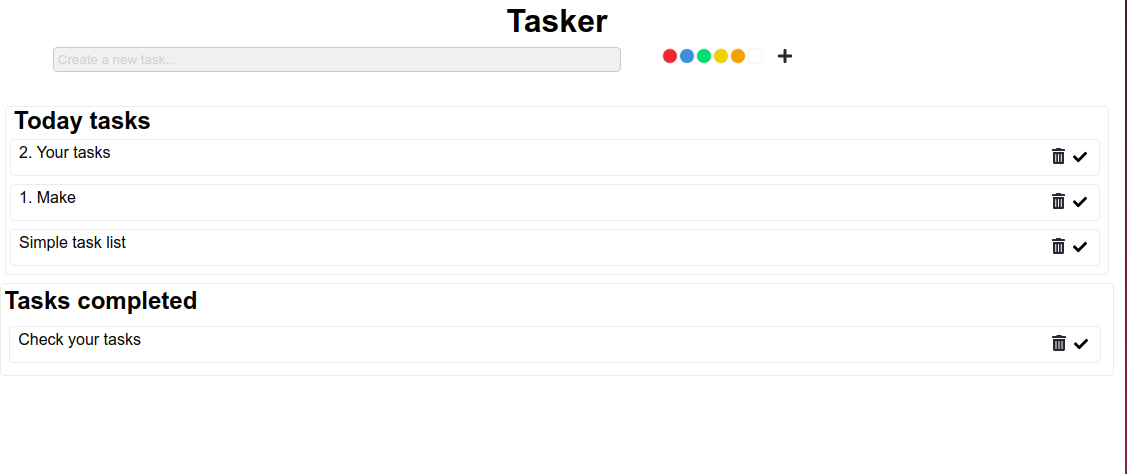 Tasker
Create a new task...
Today tasks
2. Your tasks
1. Make
Simple task list
Tasks completed
Check your tasks